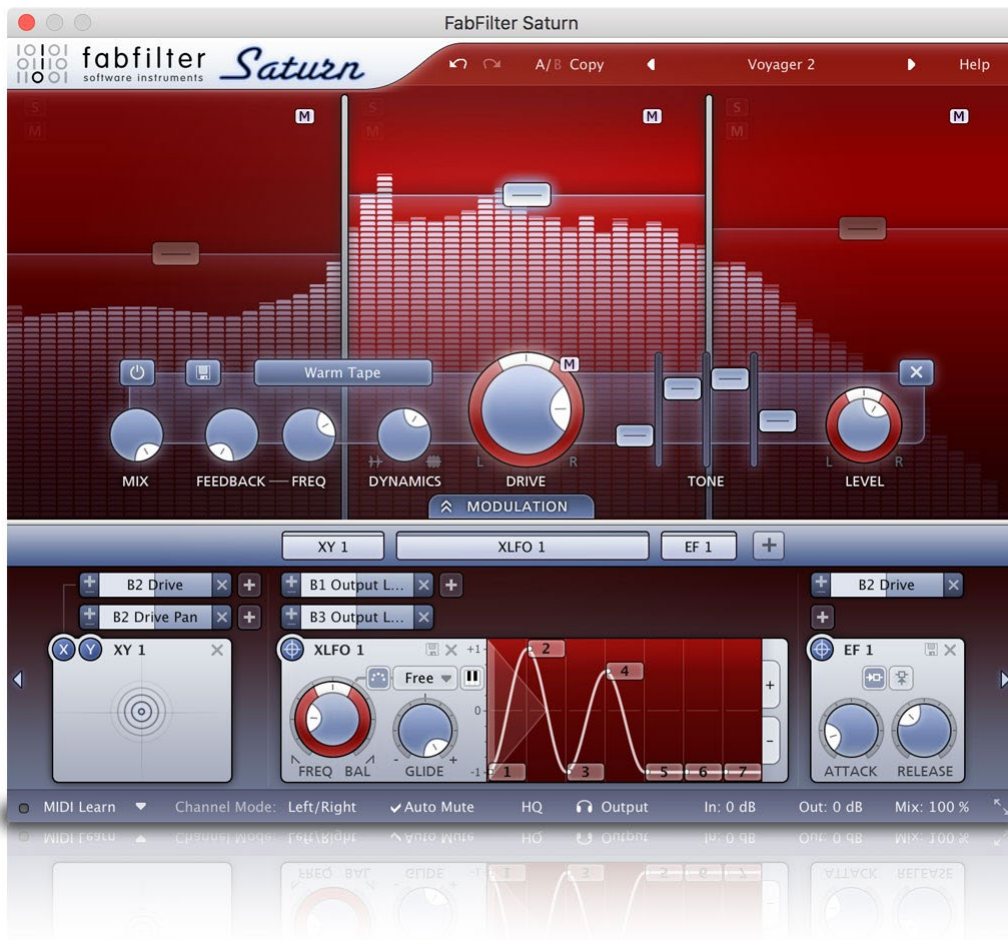 FabFilter Saturn
fabfilter Saturn
software instruments
A/B Copy Voyager 2 Help
S M S M S M
M M
Warm Tape
M
L R L R
MIX FEEDBACK FREQ DYNAMICS DRIVE TONE LEVEL
MODULATION
XY 1 XLFO 1 EF 1 +
B2 Drive + B1 Output L... + B2 Drive
B2 Drive Pan + B3 Output L... +
X Y XY 1 XLFO 1 +1 2 EF 1
Free 4 +
0
FREQ BAL - GLIDE + -1 1 3 5 6 7 - ATTACK RELEASE
MIDI Learn Channel Mode: Left/Right Auto Mute HQ Output In: 0 dB Out: 0 dB Mix: 100 %